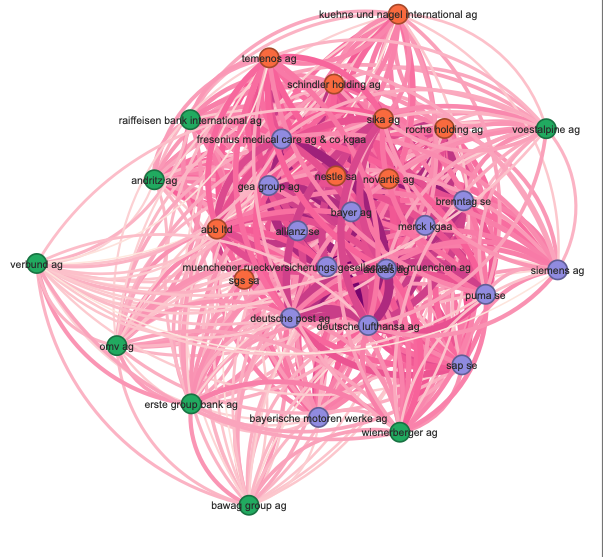 kuehne und nagel international ag
temenos ag
schindler holding ag
raiffeisen bank international ag
sika ag
roche holding ag
voestalpine ag
fresenius medical care ag & co kgaa
andritz ag
gea group ag
nestle sa
novartis ag
brenntag se
bayer ag
merck kgaa
abb ltd
allianz se
verbund ag
muenchener rueckversicherungs-gesellschaft in muenchen ag
adidas ag
siemens ag
sgs sa
puma se
deutsche post ag
deutsche lufthansa ag
omv ag
sap se
erste group bank ag
bayerische motoren werke ag
wienerberger ag
bawag group ag